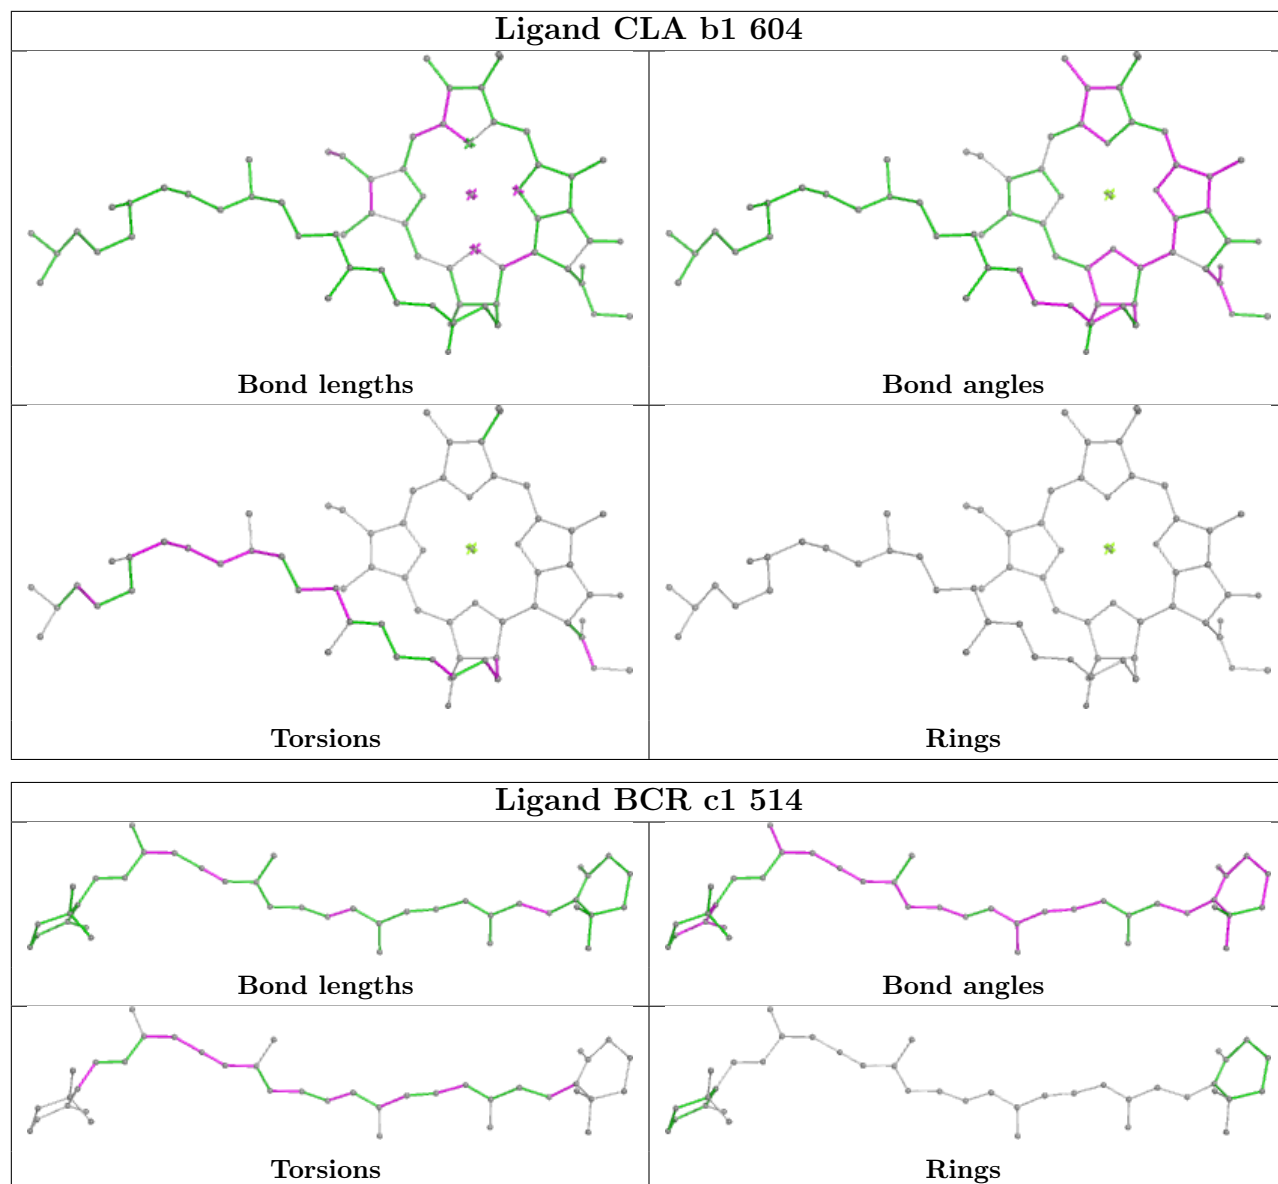 Ligand CLA b1 604
Bond lengths
Bond angles
Torsions
Rings
Ligand BCR c1 514
Bond lengths
Bond angles
Torsions
Rings